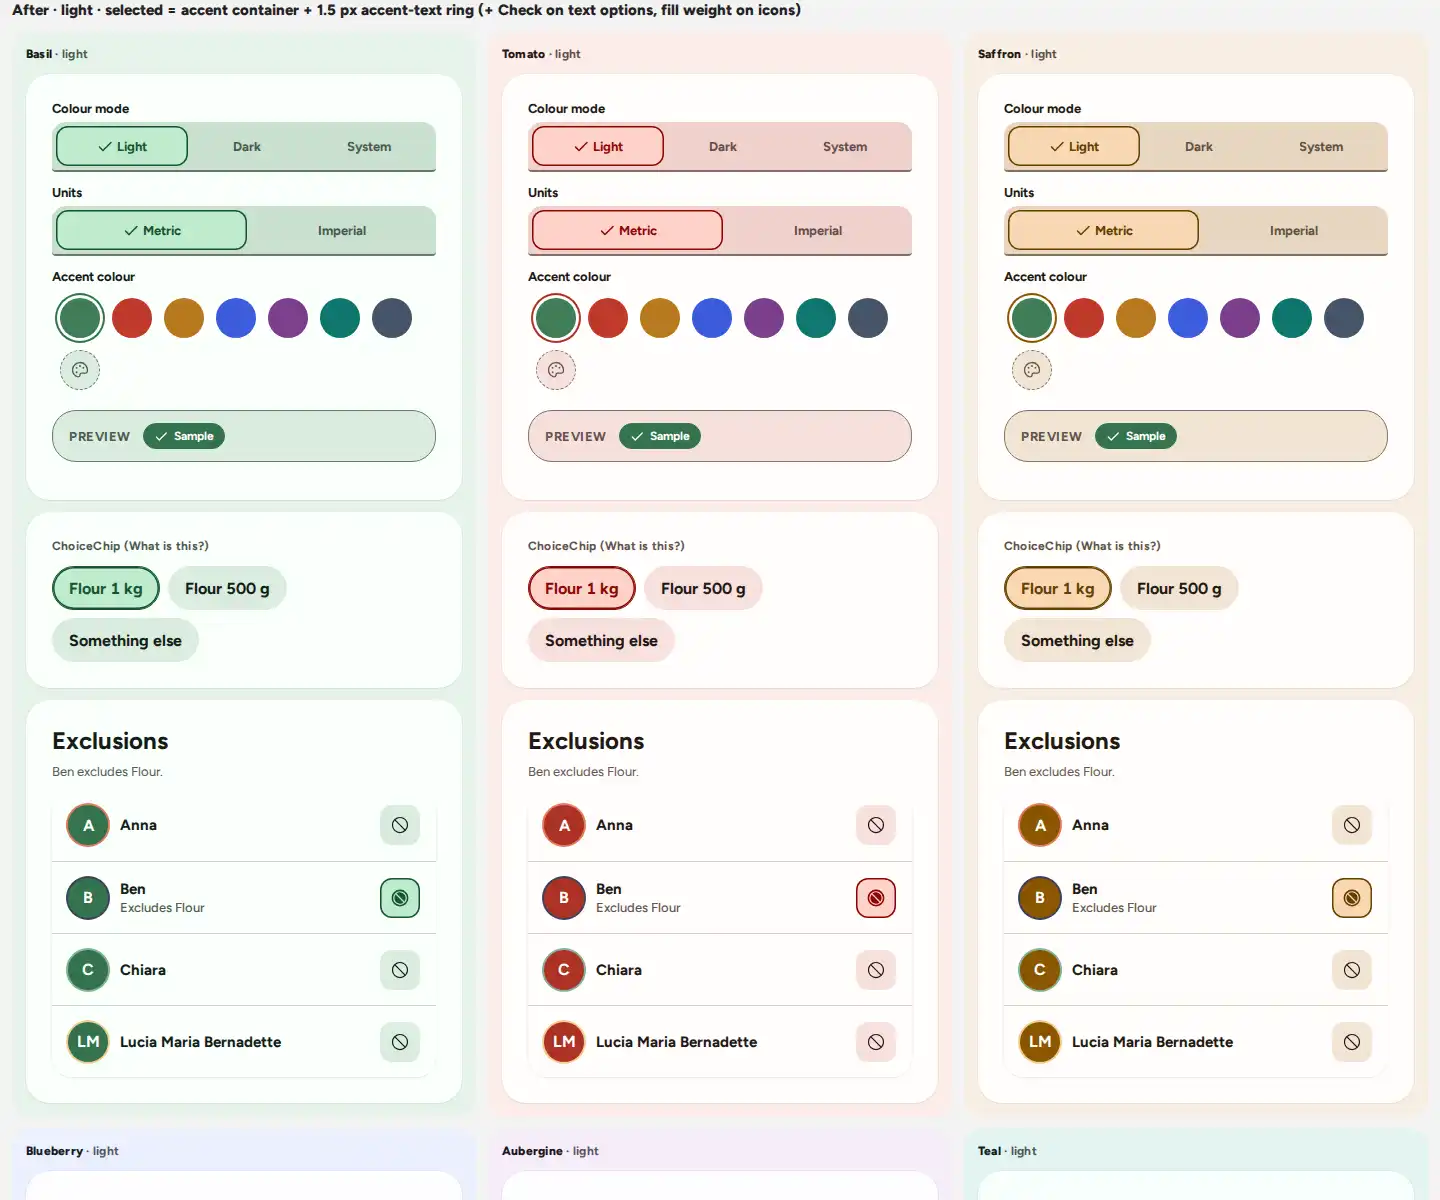 After · light · selected = accent container + 1.5 px accent-text ring (+ Check on text options, fill weight on icons)
Basil · light
Colour mode
Light Dark System
Units
Metric Imperial
Accent colour
PREVIEW Sample
ChoiceChip (What is this?)
Flour 1 kg Flour 500 g
Something else
Exclusions
Ben excludes Flour.
A Anna
B Ben
Excludes Flour
C Chiara
LM Lucia Maria Bernadette
Tomato · light
Colour mode
Light Dark System
Units
Metric Imperial
Accent colour
PREVIEW Sample
ChoiceChip (What is this?)
Flour 1 kg Flour 500 g
Something else
Exclusions
Ben excludes Flour.
A Anna
B Ben
Excludes Flour
C Chiara
LM Lucia Maria Bernadette
Saffron · light
Colour mode
Light Dark System
Units
Metric Imperial
Accent colour
PREVIEW Sample
ChoiceChip (What is this?)
Flour 1 kg Flour 500 g
Something else
Exclusions
Ben excludes Flour.
A Anna
B Ben
Excludes Flour
C Chiara
LM Lucia Maria Bernadette
Blueberry · light
Aubergine · light
Teal · light